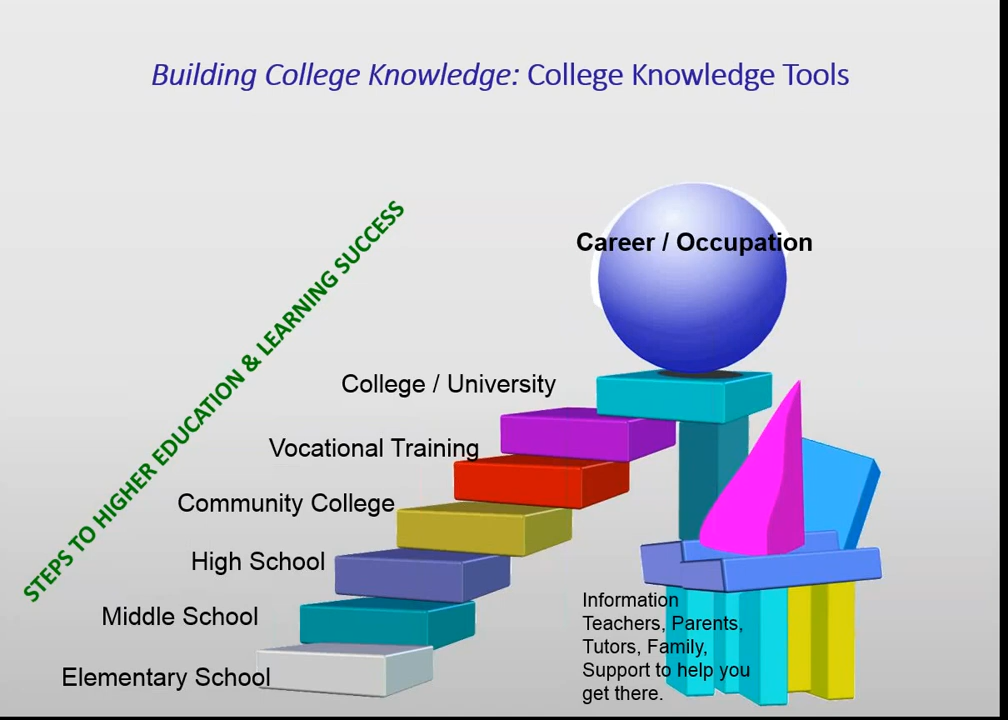 Building College Knowledge: College Knowledge Tools
STEPS TO HIGHER EDUCATION & LEARNING SUCCESS
Career / Occupation
College / University
Vocational Training
Community College
High School
Middle School
Elementary School
Information
Teachers, Parents,
Tutors, Family,
Support to help you
get there.